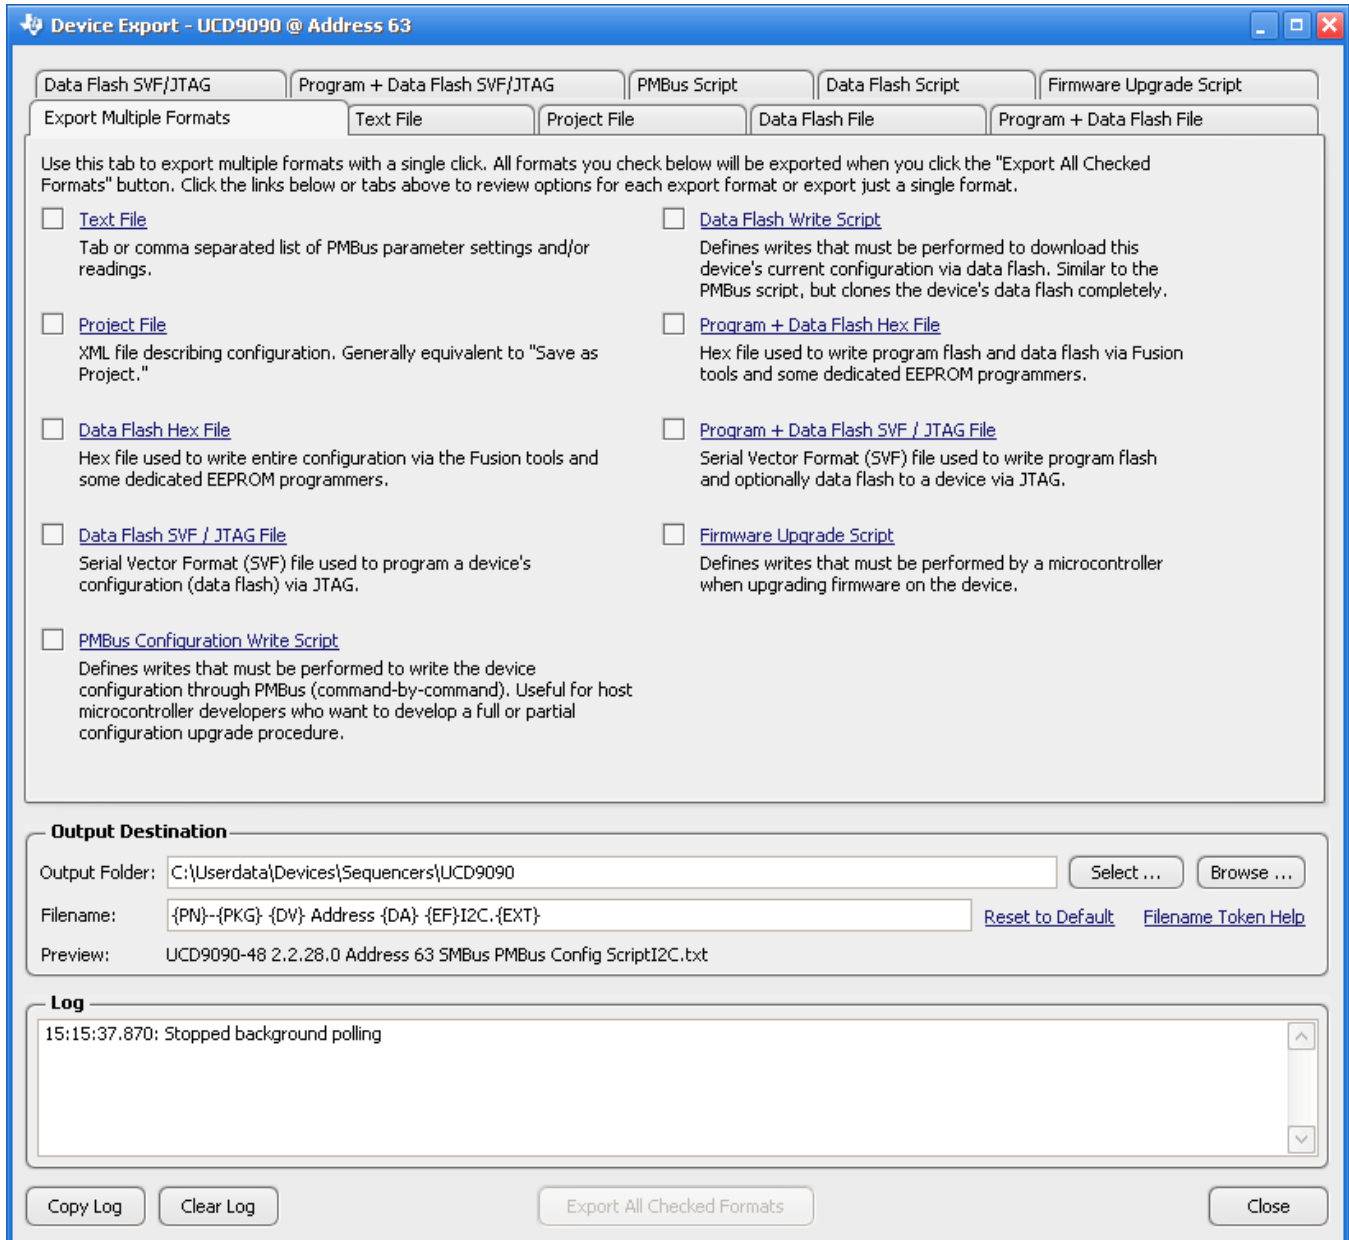 Device Export - UCD9090 @ Address 63
Data Flash SVF/JTAG
Program + Data Flash SVF/JTAG
PMBus Script
Data Flash Script
Firmware Upgrade Script
Export Multiple Formats
Text File
Project File
Data Flash File
Program + Data Flash File
Use this tab to export multiple formats with a single click. All formats you check below will be exported when you click the "Export All Checked
Formats" button. Click the links below or tabs above to review options for each export format or export just a single format.
Text File
Tab or comma separated list of PMBus parameter settings and/or
readings.
Project File
XML file describing configuration. Generally equivalent to "Save as
Project."
Data Flash Hex File
Hex file used to write entire configuration via the Fusion tools and
some dedicated EEPROM programmers.
Data Flash SVF / JTAG File
Serial Vector Format (SVF) file used to program a device's
configuration (data flash) via JTAG.
PMBus Configuration Write Script
Defines writes that must be performed to write the device
configuration through PMBus (command-by-command). Useful for host
microcontroller developers who want to develop a full or partial
configuration upgrade procedure.
Data Flash Write Script
Defines writes that must be performed to download this
device's current configuration via data flash. Similar to the
PMBus script, but clones the device's data flash completely.
Program + Data Flash Hex File
Hex file used to write program flash and data flash via Fusion
tools and some dedicated EEPROM programmers.
Program + Data Flash SVF / JTAG File
Serial Vector Format (SVF) file used to write program flash
and optionally data flash to a device via JTAG.
Firmware Upgrade Script
Defines writes that must be performed by a microcontroller
when upgrading firmware on the device.
Output Destination
Output Folder: C:\Userdata\Devices\Sequencers\UCD9090 Select ... Browse ...
Filename: {PN}-{PKG} {DV} Address {DA} {EF}I2C.{EXT} Reset to Default Filename Token Help
Preview: UCD9090-48 2.2.28.0 Address 63 SMBus PMBus Config ScriptI2C.txt
Log
15:15:37.870: Stopped background polling
Copy Log Clear Log Export All Checked Formats Close